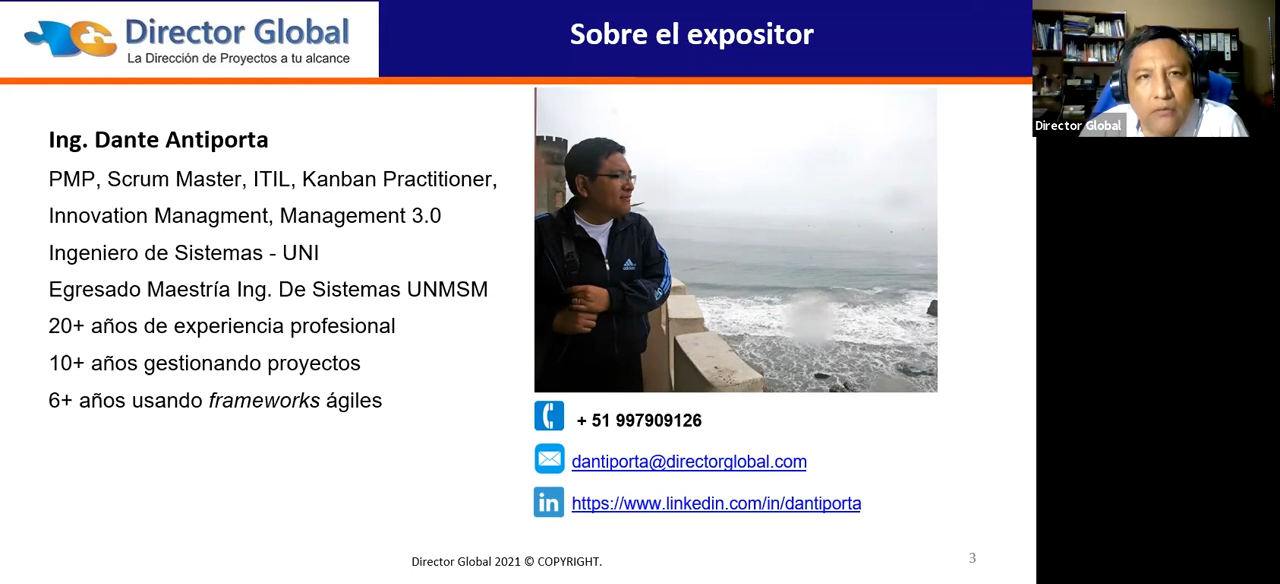 Director Global
La Dirección de Proyectos a tu alcance
Sobre el expositor
Director Global
Ing. Dante Antiporta
PMP, Scrum Master, ITIL, Kanban Practitioner,
Innovation Managment, Management 3.0
Ingeniero de Sistemas - UNI
Egresado Maestría Ing. De Sistemas UNMSM
20+ años de experiencia profesional
10+ años gestionando proyectos
6+ años usando frameworks ágiles
adidas
+ 51 997909126
dantiporta@directorglobal.com
in https://www.linkedin.com/in/dantiporta
Director Global 2021 © COPYRIGHT.
3